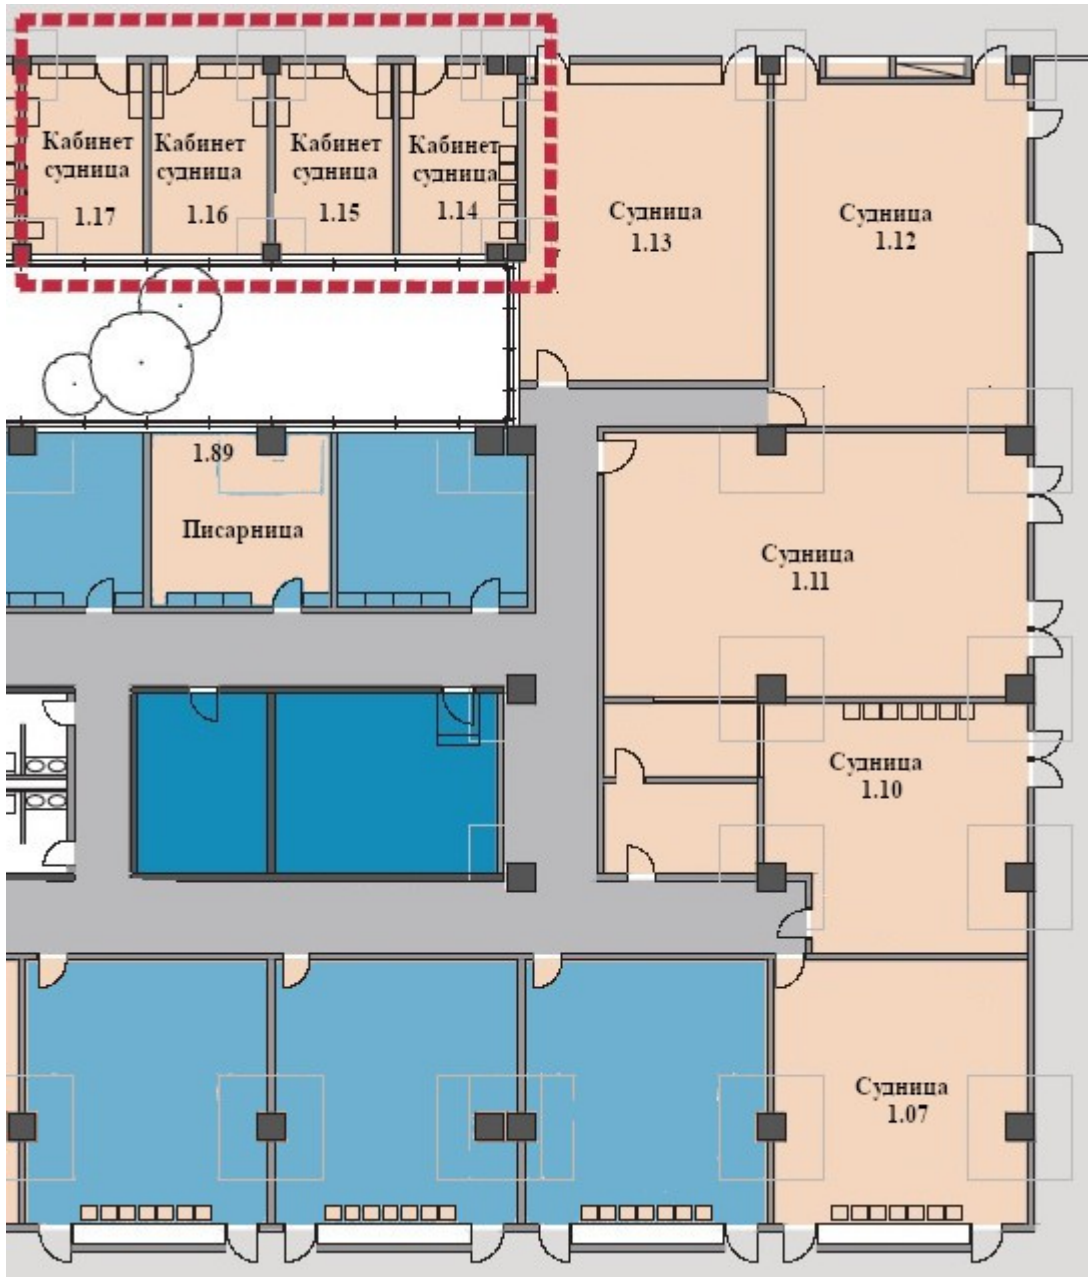 Кабинет
судница
1.17
Кабинет
судница
1.16
Кабинет
судница
1.15
Кабинет
судница
1.14
Судница
1.13
Судница
1.12
1.89
Писарница
Судница
1.11
Судница
1.10
Судница
1.07